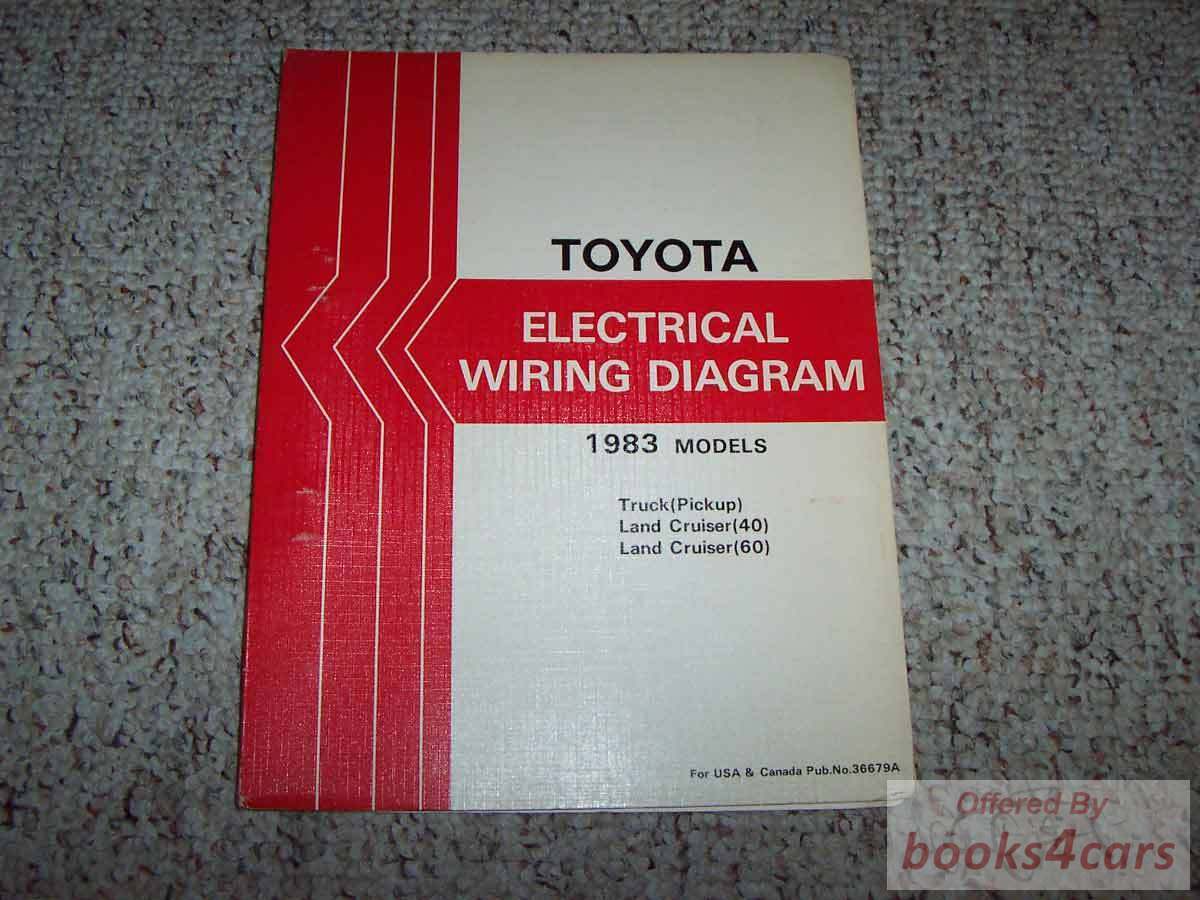 TOYOTA
ELECTRICAL
WIRING DIAGRAM
1983 MODELS
Truck(Pickup)
Land Cruiser(40)
Land Cruiser(60)
For USA & Canada Pub.No.36679A
Offered By
books4cars